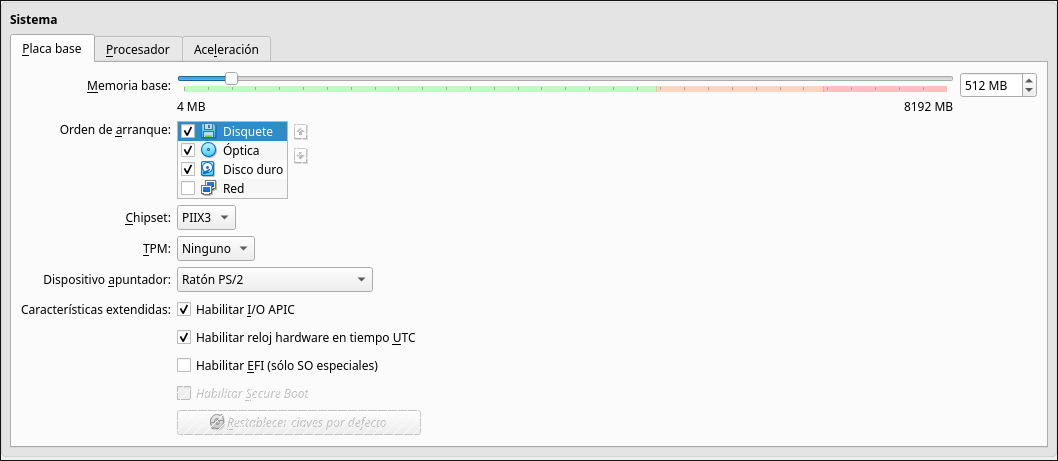 Sistema
Placa base Procesador Aceleración
Memoria base: 512 MB
4 MB 8192 MB
Orden de arranque: Disquete
Óptica
Disco duro
Red
Chipset: PIIX3
TPM: Ninguno
Dispositivo apuntador: Ratón PS/2
Características extendidas: Habilitar I/O APIC
Habilitar reloj hardware en tiempo UTC
Habilitar EFI (sólo SO especiales)
Habilitar Secure Boot
Restablecer claves por defecto